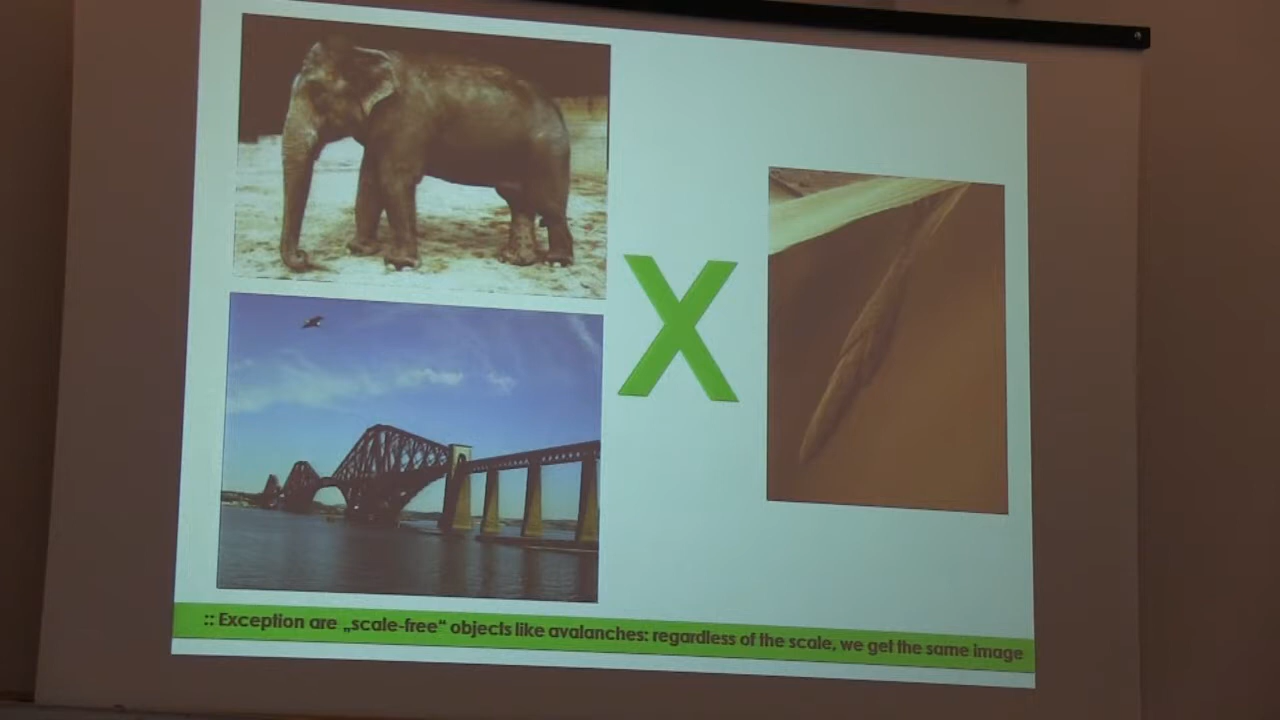 X
:: Exception are „scale-free“ objects like avalanches: regardless of the scale, we get the same image